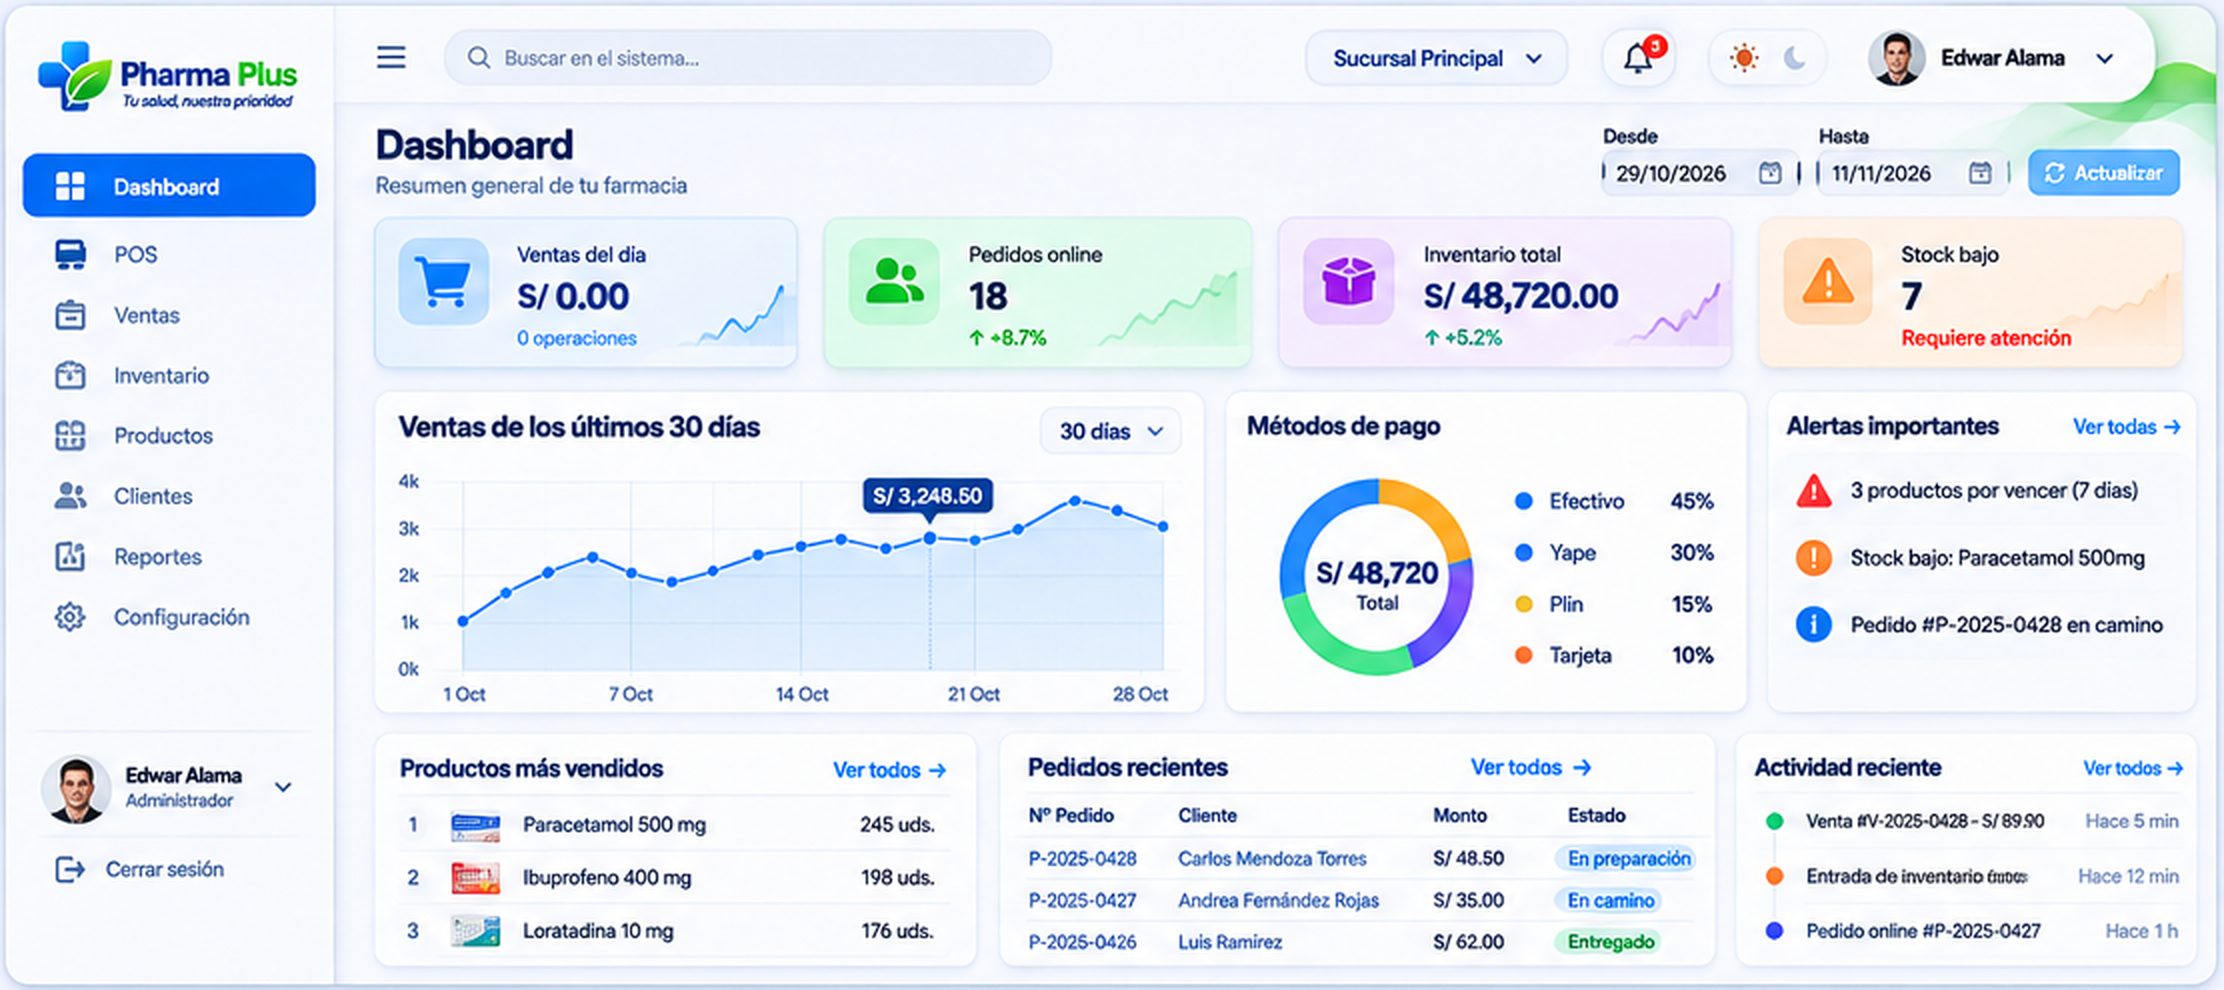 Pharma Plus
Tu salud, nuestra prioridad
Buscar en el sistema...
Sucursal Principal
Edwar Alama
Dashboard
POS
Ventas
Inventario
Productos
Clientes
Reportes
Configuración
Edwar Alama
Administrador
Cerrar sesión
Dashboard
Resumen general de tu farmacia
Desde
29/10/2026
Hasta
11/11/2026
Actualizar
Ventas del día
S/ 0.00
0 operaciones
Pedidos online
18
↑ +8.7%
Inventario total
S/ 48,720.00
↑ +5.2%
Stock bajo
7
Requiere atención
Ventas de los últimos 30 días
30 días
4k
3k
2k
1k
0k
S/ 3,248.50
1 Oct 7 Oct 14 Oct 21 Oct 28 Oct
Métodos de pago
S/ 48,720
Total
Efectivo 45%
Yape 30%
Plin 15%
Tarjeta 10%
Alertas importantes Ver todas →
3 productos por vencer (7 dias)
Stock bajo: Paracetamol 500mg
Pedido #P-2025-0428 en camino
Productos más vendidos Ver todos →
1 Paracetamol 500 mg 245 uds.
2 Ibuprofeno 400 mg 198 uds.
3 Loratadina 10 mg 176 uds.
Pedidos recientes Ver todos →
Nº Pedido Cliente Monto Estado
P-2025-0428 Carlos Mendoza Torres S/ 48.50 En preparación
P-2025-0427 Andrea Fernández Rojas S/ 35.00 En camino
P-2025-0426 Luis Ramirez S/ 62.00 Entregado
Actividad reciente Ver todos →
Venta #V-2025-0428 - S/ 89.90 Hace 5 min
Entrada de inventario Hace 12 min
Pedido online #P-2025-0427 Hace 1 h